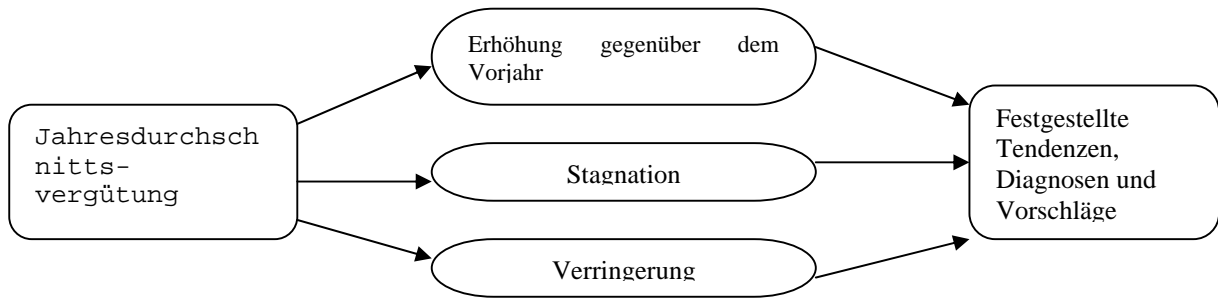 Jahresdurchsch
nitts-
vergütung
Erhöhung gegenüber dem
Vorjahr
Stagnation
Verringerung
Festgestellte
Tendenzen,
Diagnosen und
Vorschläge